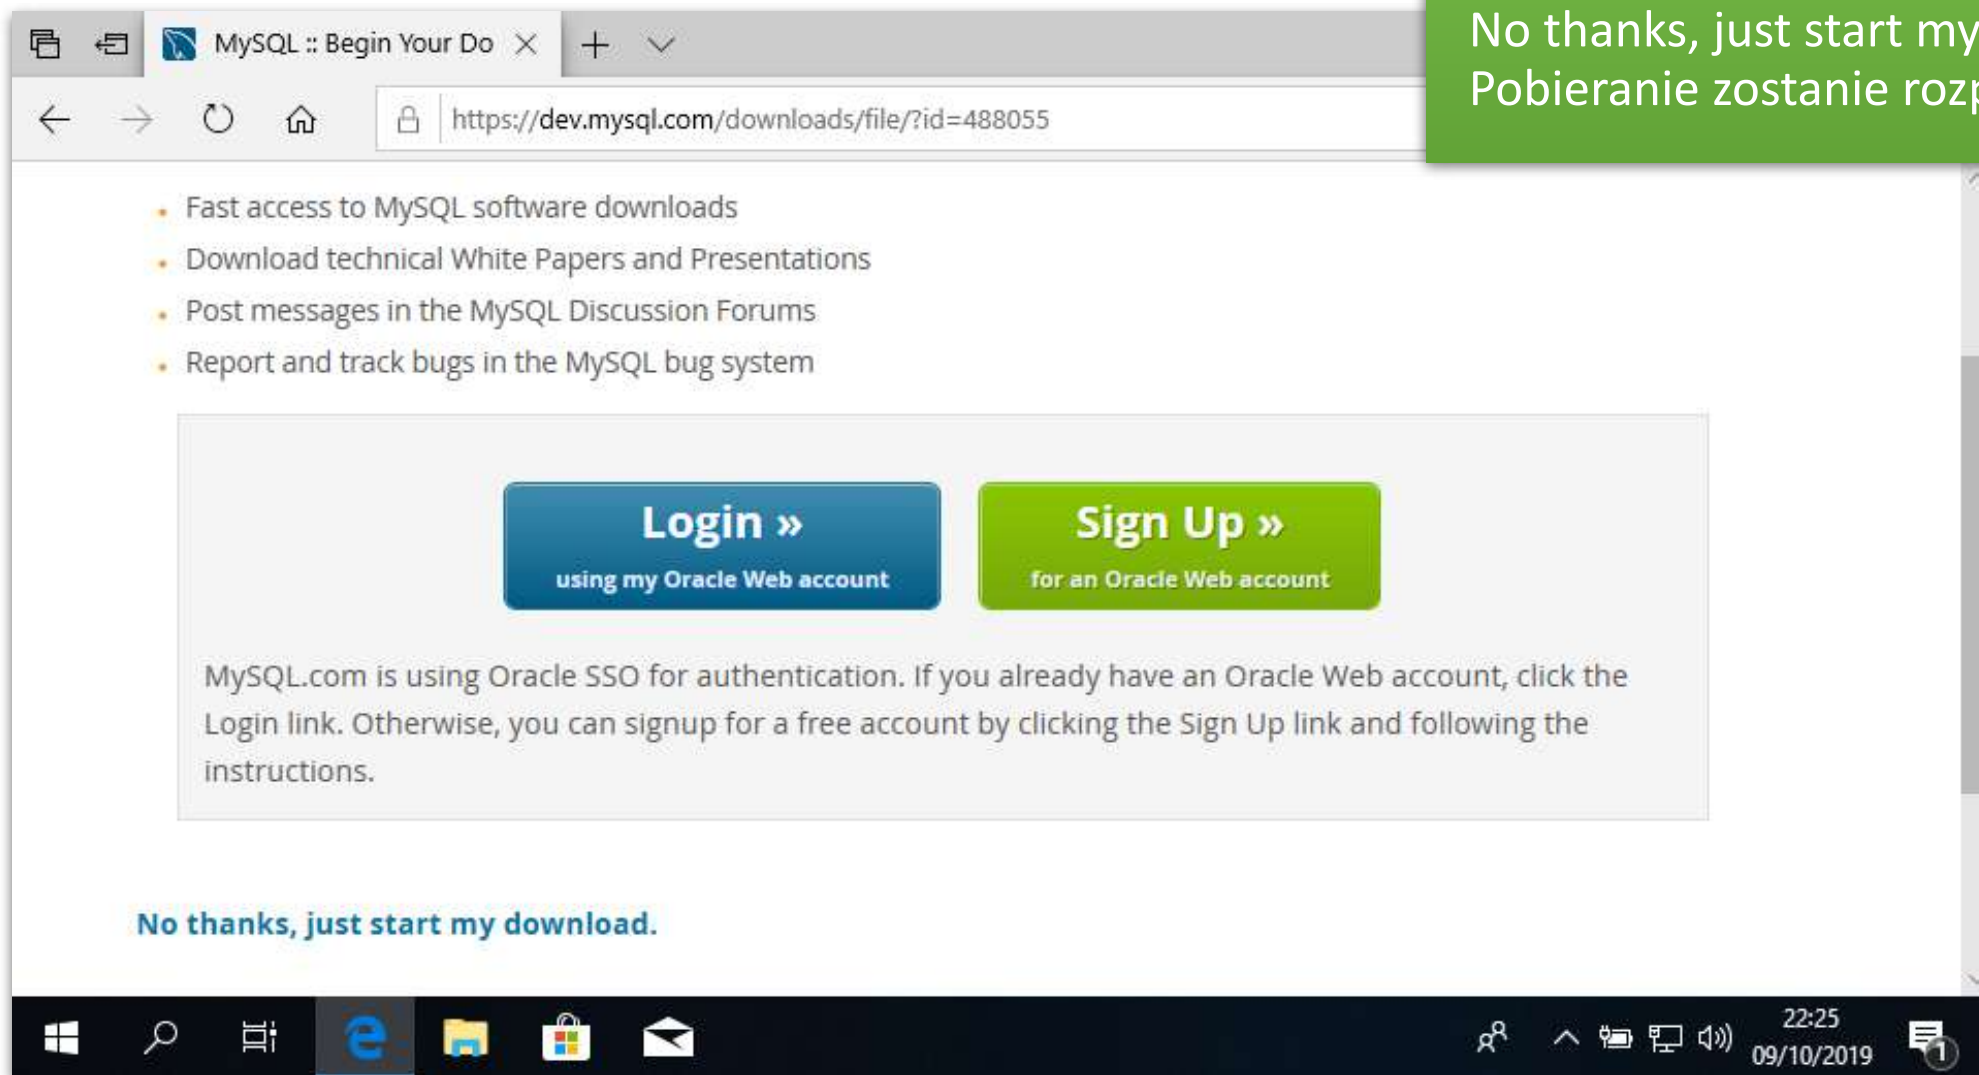 MySQL :: Begin Your Do
No thanks, just start my
Pobieranie zostanie
https://dev.mysql.com/downloads/file/?id=488055
Fast access to MySQL software downloads
Download technical White Papers and Presentations
Post messages in the MySQL Discussion Forums
Report and track bugs in the MySQL bug system
Login »
using my Oracle Web account
Sign Up »
for an Oracle Web account
MySQL.com is using Oracle SSO for authentication. If you already have an Oracle Web account, click the
Login link. Otherwise, you can signup for a free account by clicking the Sign Up link and following the
instructions.
No thanks, just start my download.
22:25
09/10/2019
1